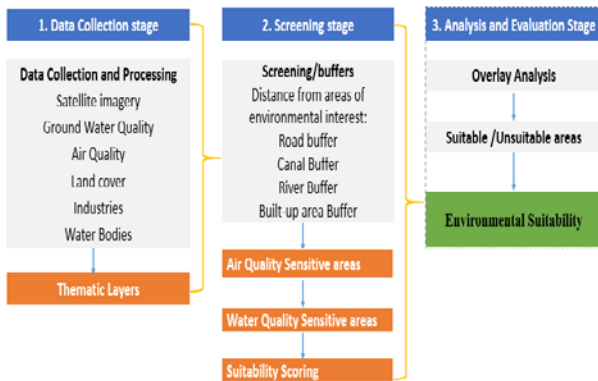 1. Data Collection stage
Data Collection and Processing
Satellite imagery
Ground Water Quality
Air Quality
Land cover
Industries
Water Bodies
Thematic Layers
2. Screening stage
Screening/buffers
Distance from areas of
environmental interest:
Road buffer
Canal Buffer
River Buffer
Built-up area Buffer
Air Quality Sensitive areas
Water Quality Sensitive areas
Suitability Scoring
3. Analysis and Evaluation Stage
Overlay Analysis
Suitable /Unsuitable areas
Environmental Suitability